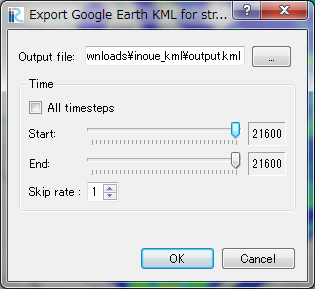 Export Google Earth KML for str...
Output file: wnloads¥inoue_kml¥output.kml ...
Time
All timesteps
Start: 21600
End: 21600
Skip rate : 1
OK Cancel